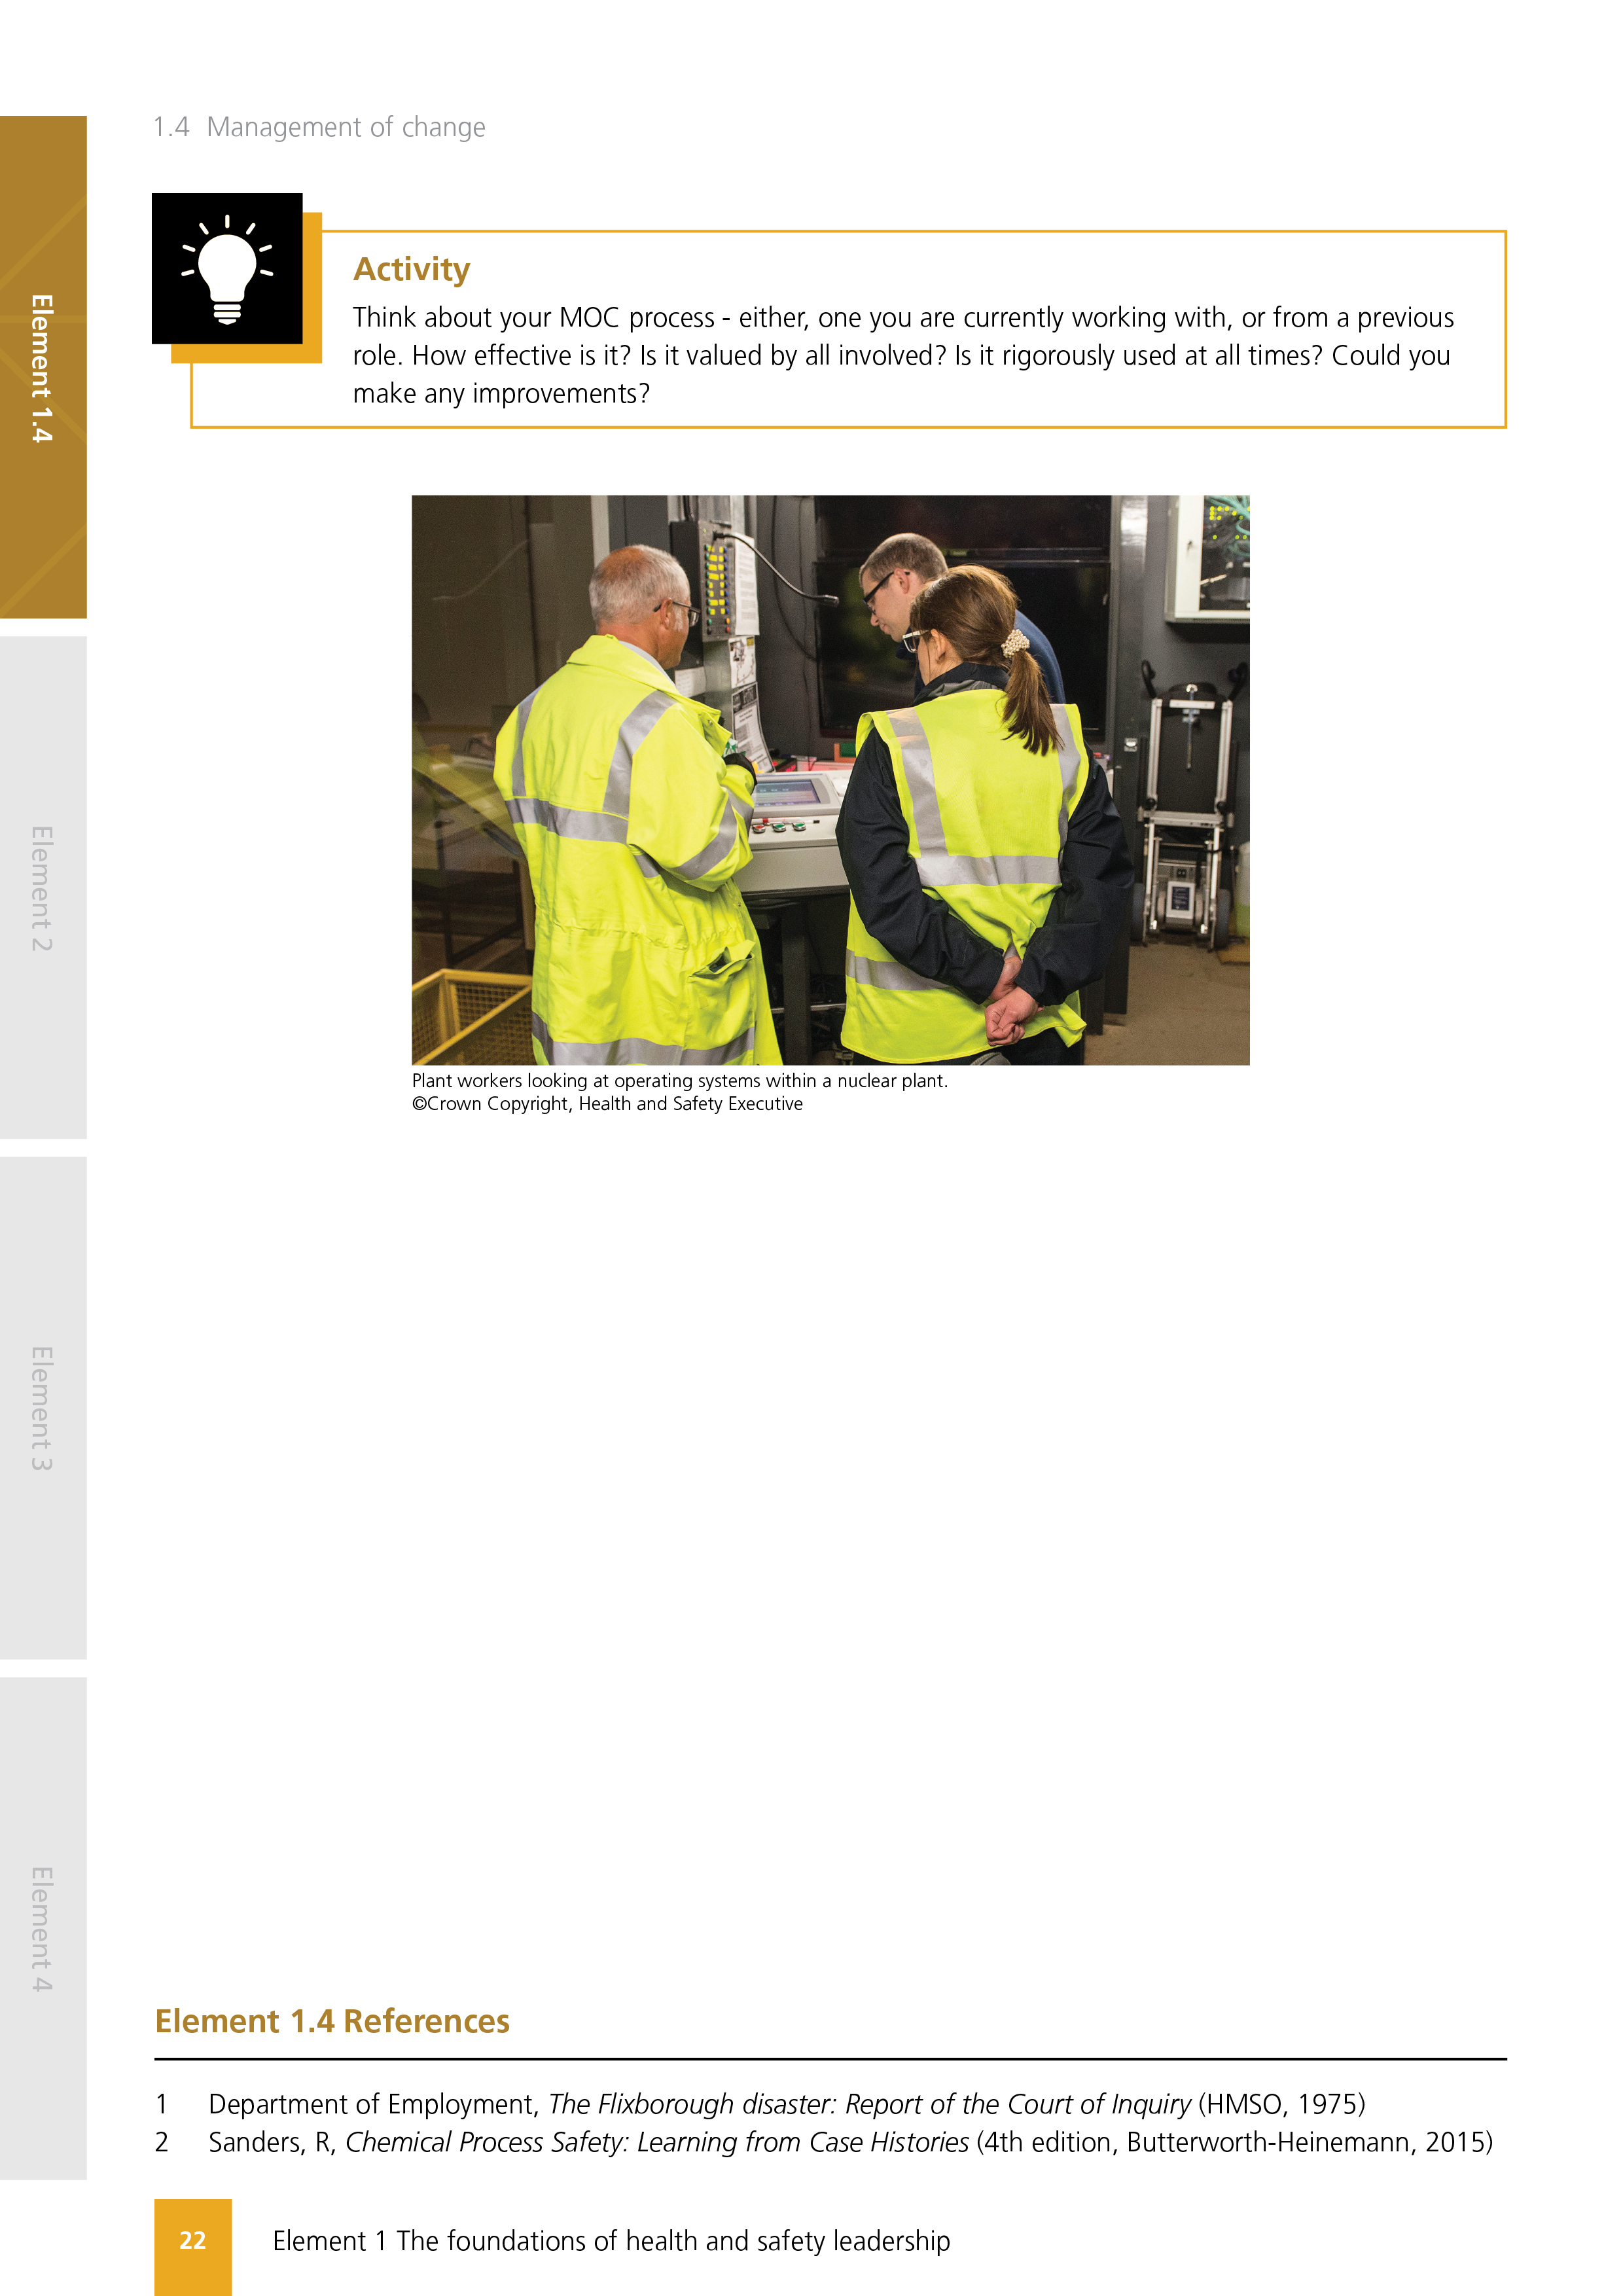 1.4 Management of change
Activity
Think about your MOC process - either, one you are currently working with, or from a previous
role. How effective is it? Is it valued by all involved? Is it rigorously used at all times? Could you
make any improvements?
Plant workers looking at operating systems within a nuclear plant.
©Crown Copyright, Health and Safety Executive
Element 1.4
Element 2
Element 3
Element 4
Element 1.4 References
1 Department of Employment, The Flixborough disaster: Report of the Court of Inquiry (HMSO, 1975)
2 Sanders, R, Chemical Process Safety: Learning from Case Histories (4th edition, Butterworth-Heinemann, 2015)
22 Element 1 The foundations of health and safety leadership